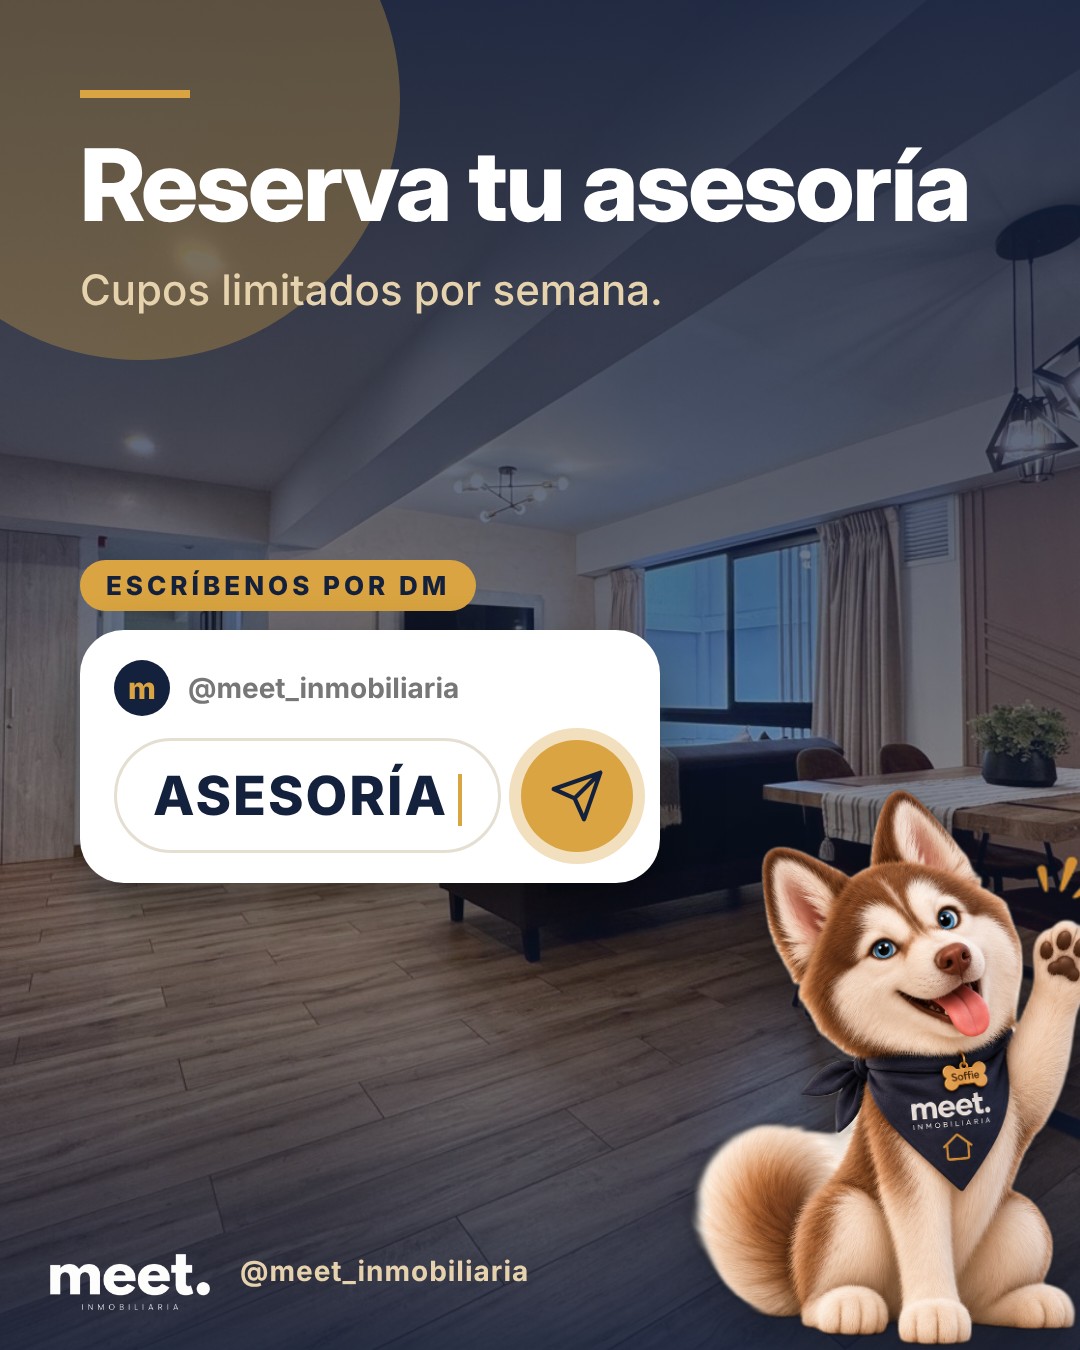 Reserva tu asesoría
Cupos limitados por semana.
ESCRÍBENOS POR DM
m
@meet_inmobiliaria
ASESORÍA
Soffie
meet.
INMOBILIARIA
meet.
INMOBILIARIA
@meet_inmobiliaria